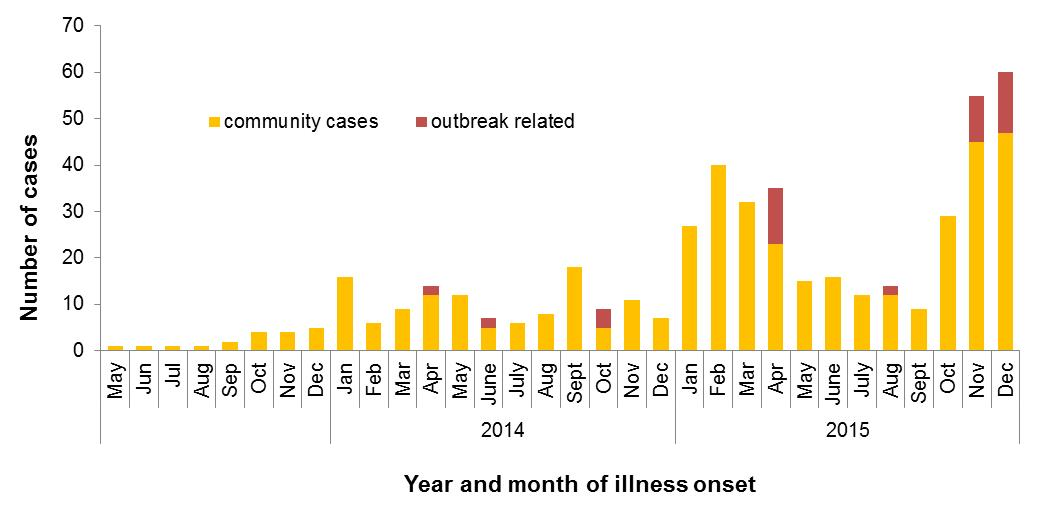 70
60
50
40
30
20
10
0
Number of cases
community cases outbreak related
May Jun Jul Aug Sep Oct Nov Dec Jan Feb Mar Apr May June July Aug Sept Oct Nov Dec Jan Feb Mar Apr May June July Aug Sept Oct Nov Dec
2014 2015
Year and month of illness onset